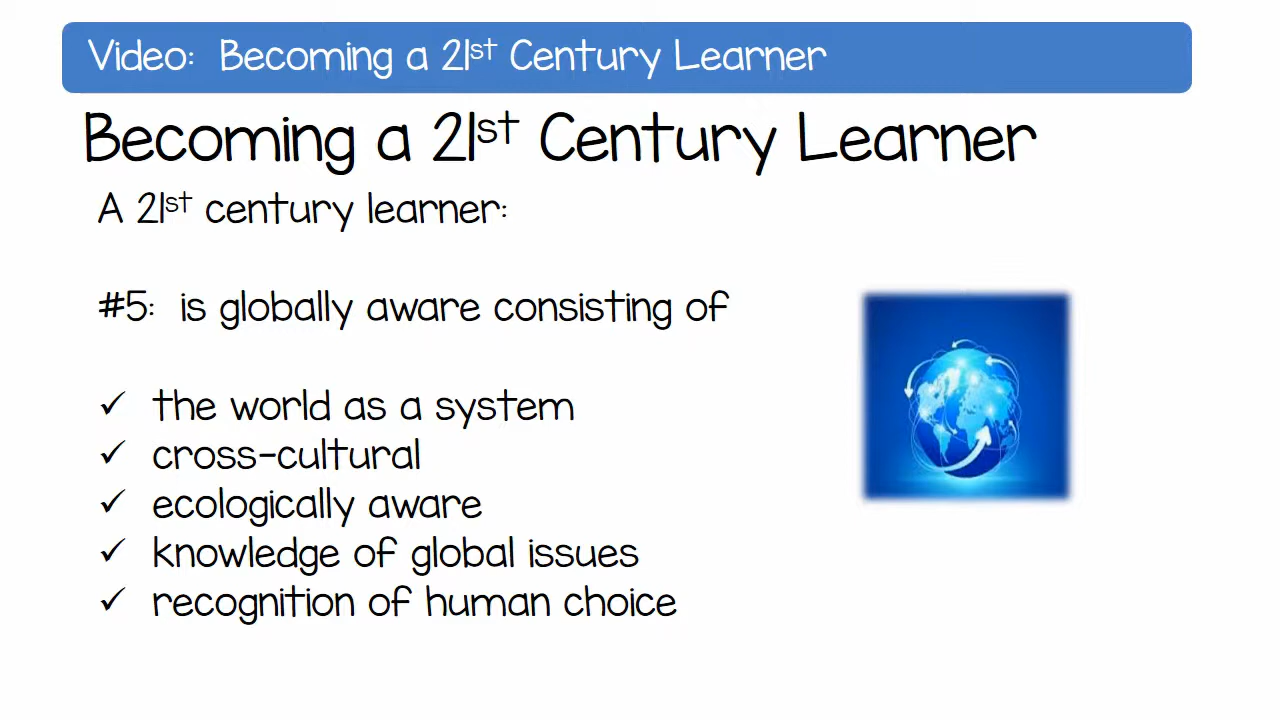 Video: Becoming a 21st Century Learner
Becoming a 21st Century Learner
A 21st century learner:
#5: is globally aware consisting of
✓ the world as a system
✓ cross-cultural
✓ ecologically aware
✓ knowledge of global issues
✓ recognition of human choice